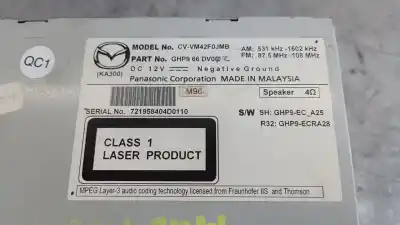 MODEL NO. CV-VM42F0JMB
AM: 531 kHz -1602 kHz
PART NO. GHP9 66 DV0@
FM: 87.5 MHz -108 MHz
DC 12V Negative Ground
(KA300)
Panasonic Corporation MADE IN MALAYSIA
QC1
M96
Speaker 4Ω
SERIAL No. 721958404D0110
S/W SH: GHP9-EC_A25
R32: GHP9-ECRA28
CLASS 1
LASER PRODUCT
MPEG Layer-3 audio coding technology licensed from Fraunhofer IIS and Thomson.